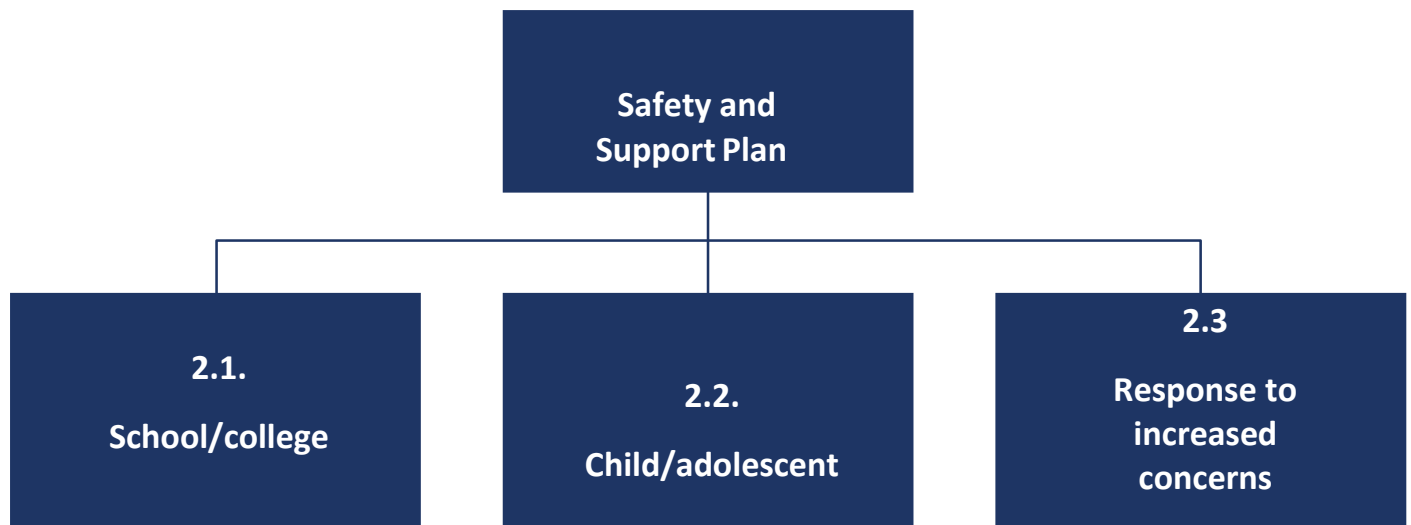 Safety and
Support Plan
2.1.
School/college
2.2.
Child/adolescent
2.3
Response to
increased
concerns